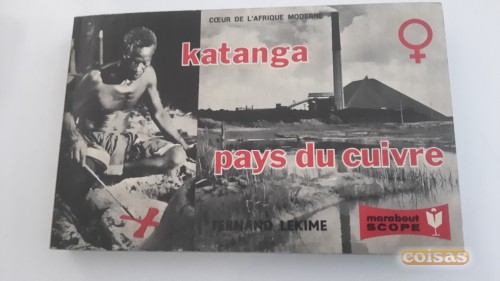 CŒUR DE L'AFRIQUE MODERNE
katanga
pays du cuivre
FERNAND LEKIME
marabout
SCOPE
coisas